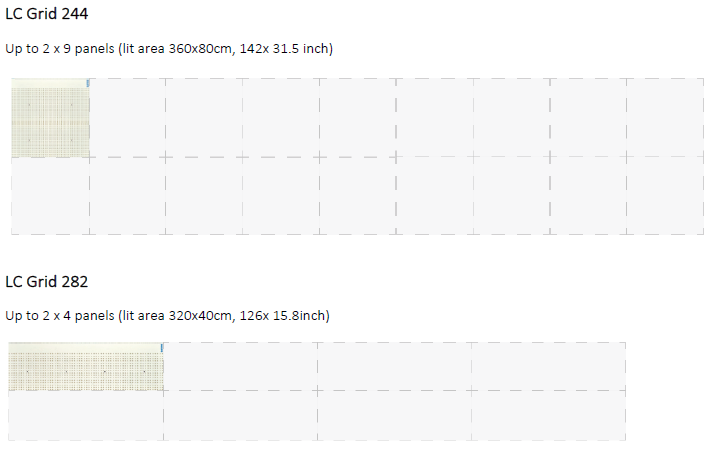 LC Grid 244
Up to 2 x 9 panels (lit area 360x80cm, 142x 31.5 inch)
LC Grid 282
Up to 2 x 4 panels (lit area 320x40cm, 126x 15.8inch)